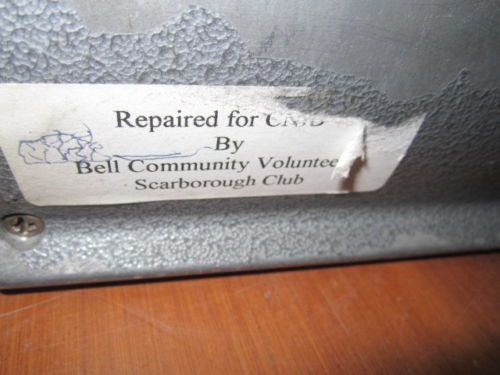 Repaired for
By
Bell Community Voluntee
Scarborough Club